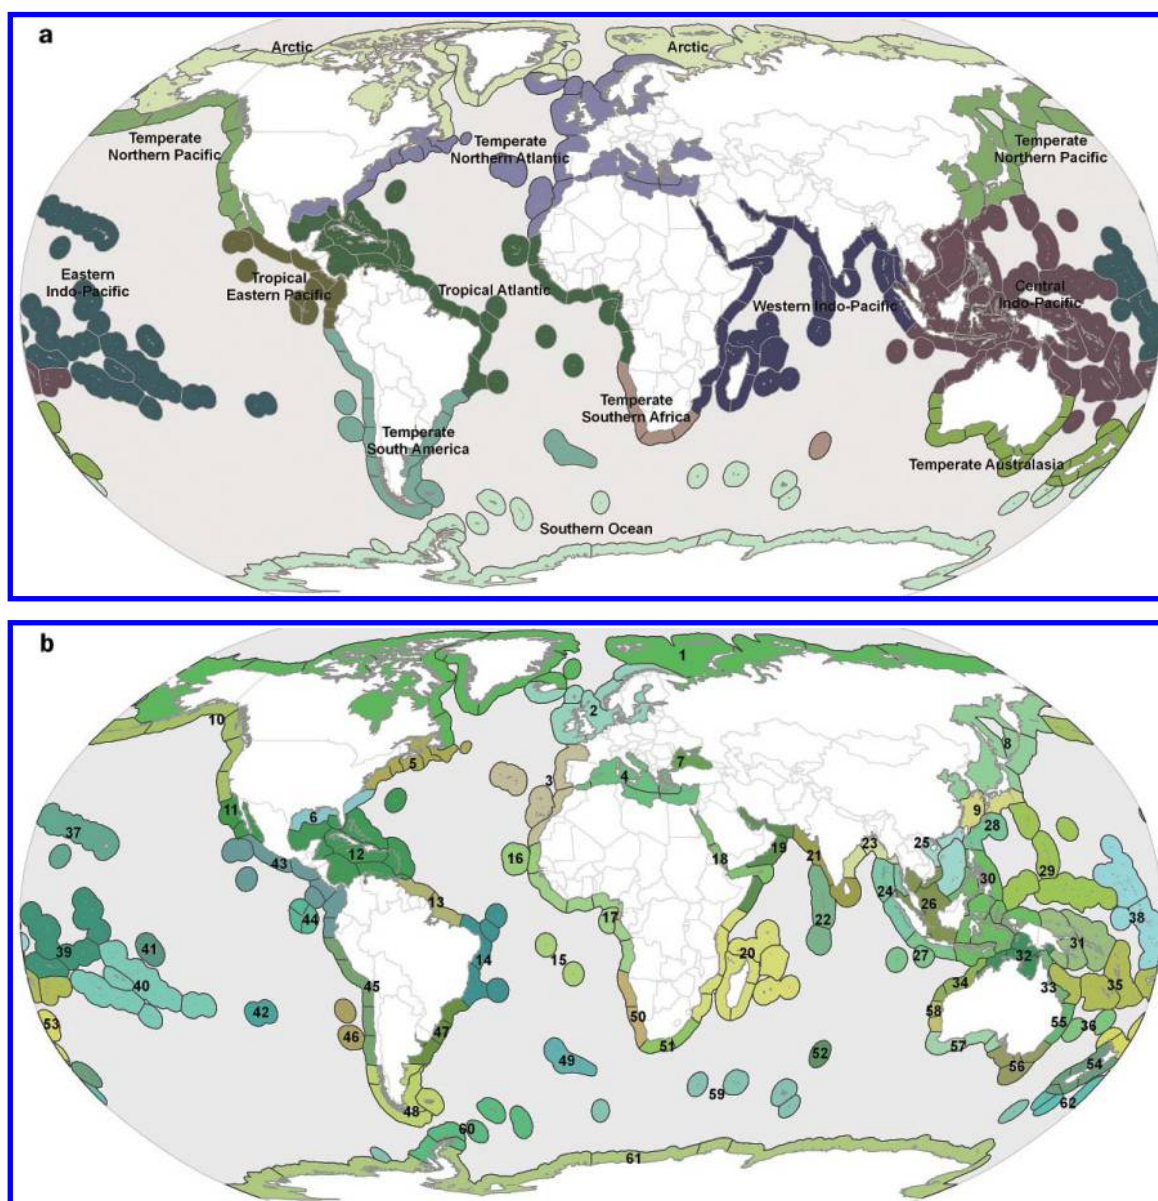 a
Arctic
Arctic
Temperate
Northern Pacific
Temperate
Northern Atlantic
Temperate
Northern Pacific
Eastern
Indo-Pacific
Tropical
Eastern Pacific
Tropical Atlantic
Western Indo-Pacific
Central
Indo-Pacific
Temperate
South America
Temperate
Southern Africa
Temperate Australasia
Southern Ocean
b
1
2
3
4
5
6
7
8
9
10
11
12
13
14
15
16
17
18
19
20
21
22
23
24
25
26
27
28
29
30
31
32
33
34
35
36
37
38
39
40
41
42
43
44
45
46
47
48
49
50
51
52
53
54
55
56
57
58
59
60
61
62